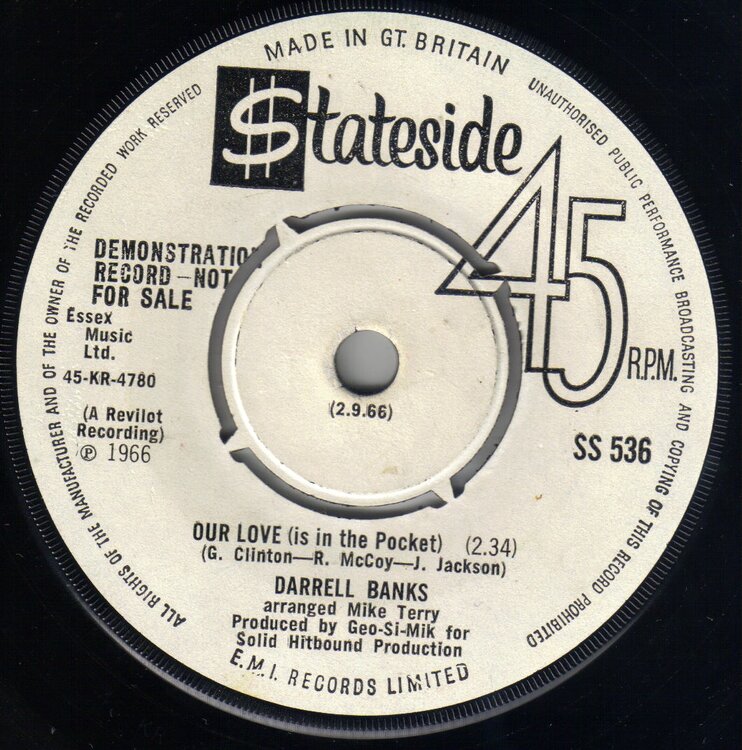 MADE IN GT. BRITAIN
$tateside
45 R.P.M.
DEMONSTRATION
RECORD — NOT
FOR SALE
Essex
Music
Ltd.
45-KR-4780
(A Revilot
Recording)
℗ 1966
(2.9.66)
SS 536
OUR LOVE (is in the Pocket) (2.34)
(G. Clinton—R. McCoy—J. Jackson)
DARRELL BANKS
arranged Mike Terry
Produced by Geo-Si-Mik for
Solid Hitbound Production
E.M.I. RECORDS LIMITED
ALL RIGHTS OF THE MANUFACTURER AND OF THE OWNER OF THE RECORDED WORK RESERVED
UNAUTHORISED PUBLIC PERFORMANCE BROADCASTING AND COPYING OF THIS RECORD PROHIBITED